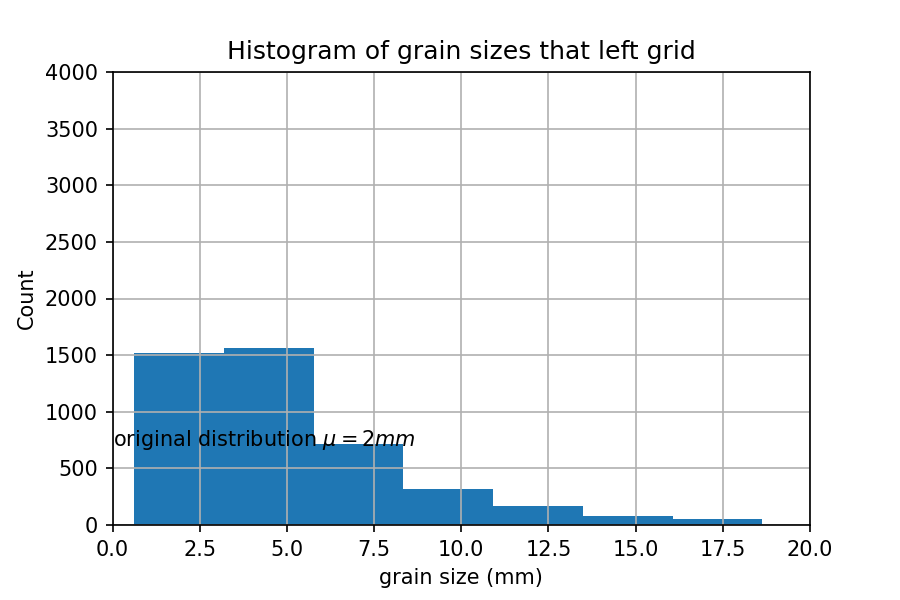 Histogram of grain sizes that left grid
4000
3500
3000
2500
2000
1500
1000
500
0
Count
original distribution μ = 2mm
0.0 2.5 5.0 7.5 10.0 12.5 15.0 17.5 20.0
grain size (mm)